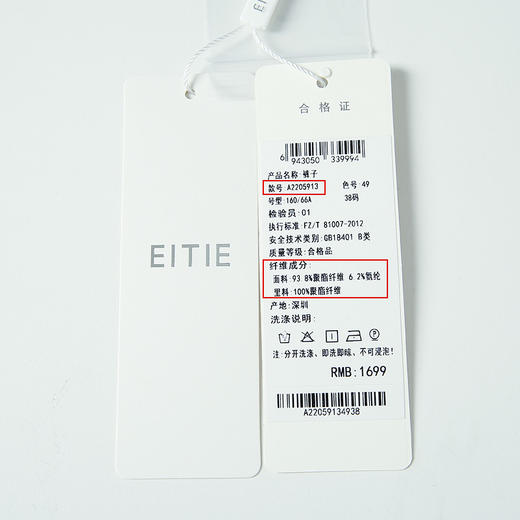 EITIE
合格证
6 943050 339994
产品名称:裤子
款号:A2205913 色号:49
号型:160/66A 38码
检验员:01
执行标准:FZ/T 81007-2012
安全技术类别:GB18401 B类
质量等级:合格品
纤维成分:
面料:93.8%聚酯纤维 6.2%氨纶
里料:100%聚酯纤维
产地:深圳
洗涤说明:
注:分开洗涤、即洗即晾、不可浸泡!
RMB:1699
A22059134938